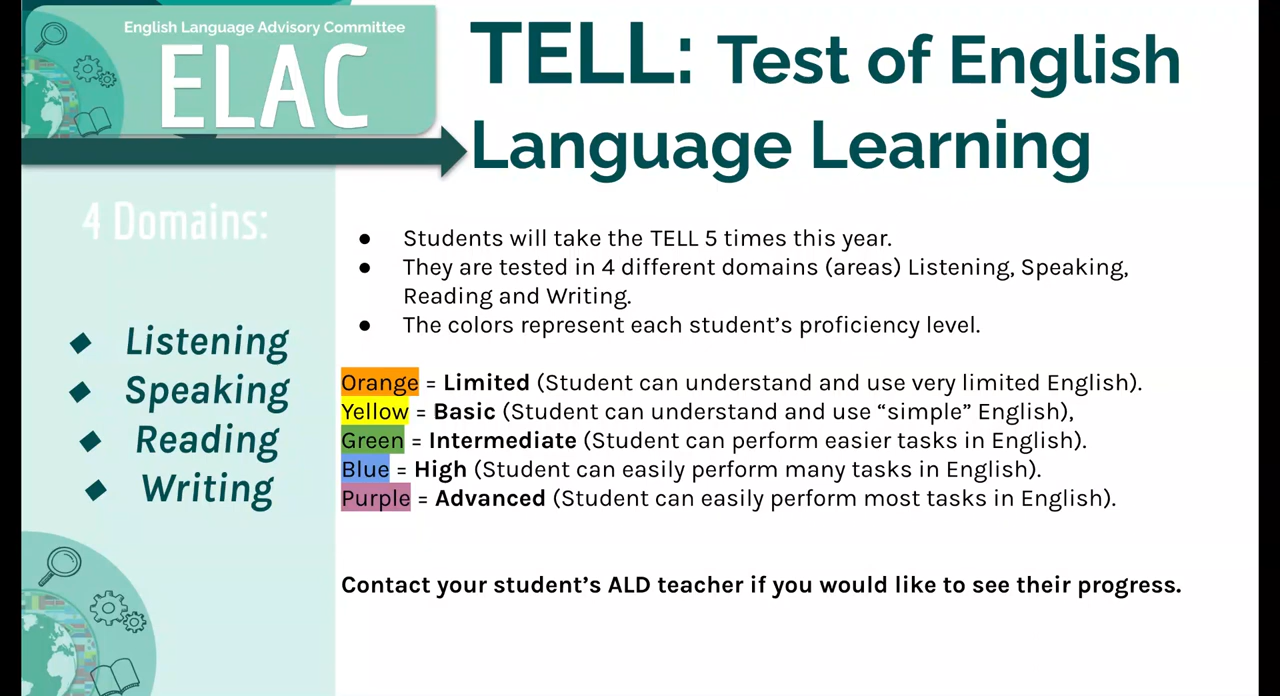 English Language Advisory Committee
ELAC
TELL: Test of English
Language Learning
4 Domains:
◆ Listening
◆ Speaking
◆ Reading
◆ Writing
● Students will take the TELL 5 times this year.
● They are tested in 4 different domains (areas) Listening, Speaking,
Reading and Writing.
● The colors represent each student’s proficiency level.
Orange = Limited (Student can understand and use very limited English).
Yellow = Basic (Student can understand and use “simple” English),
Green = Intermediate (Student can perform easier tasks in English).
Blue = High (Student can easily perform many tasks in English).
Purple = Advanced (Student can easily perform most tasks in English).
Contact your student’s ALD teacher if you would like to see their progress.